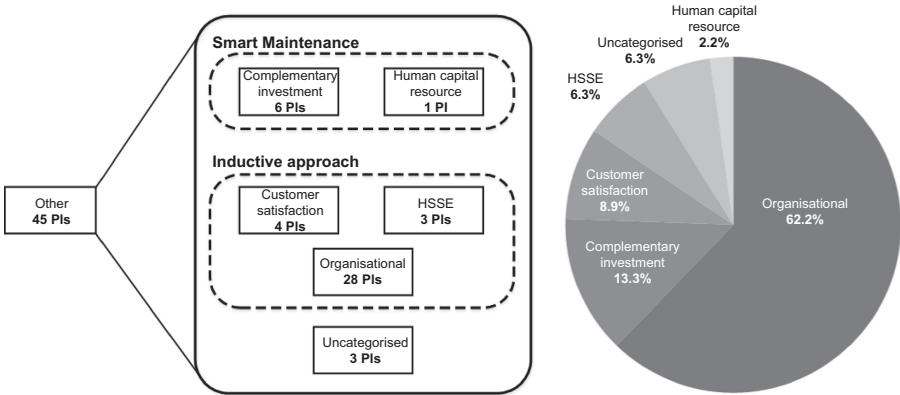 Other
45 PIs
Smart Maintenance
Complementary
investment
6 PIs
Human capital
resource
1 PI
Inductive approach
Customer
satisfaction
4 PIs
HSSE
3 PIs
Organisational
28 PIs
Uncategorised
3 PIs
Human capital
resource
2.2%
Uncategorised
6.3%
HSSE
6.3%
Customer
satisfaction
8.9%
Complementary
investment
13.3%
Organisational
62.2%